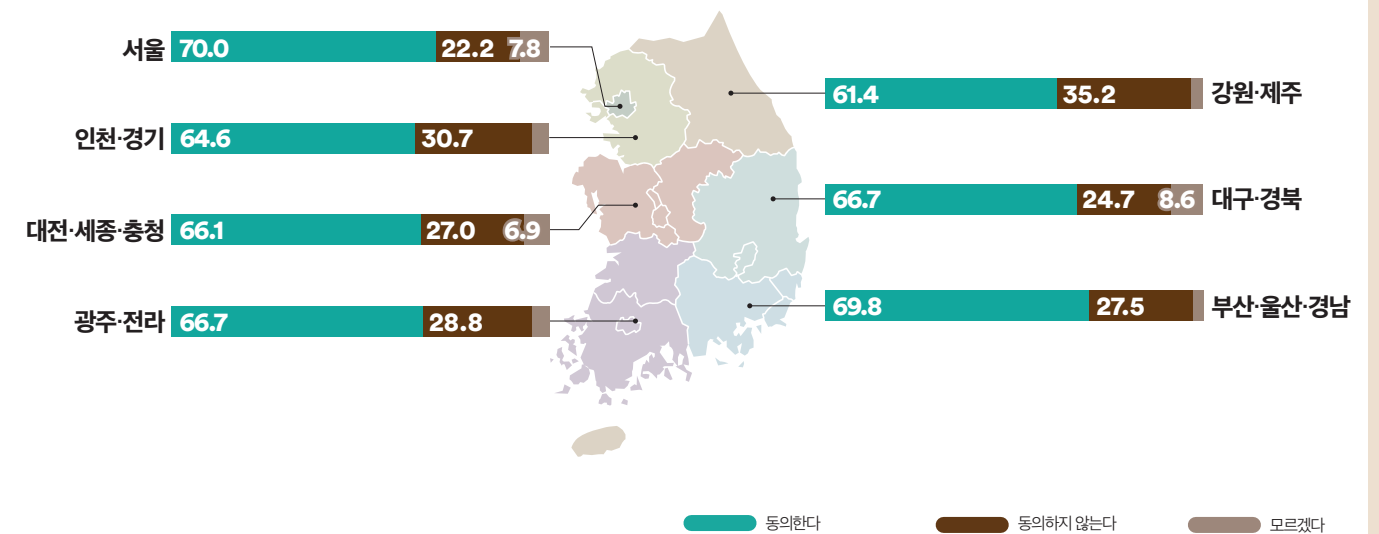 서울 70.0 22.2 7.8
인천·경기 64.6 30.7
대전·세종·충청 66.1 27.0 6.9
광주·전라 66.7 28.8
61.4 35.2 강원·제주
66.7 24.7 8.6 대구·경북
69.8 27.5 부산·울산·경남
동의한다 동의하지 않는다 모르겠다